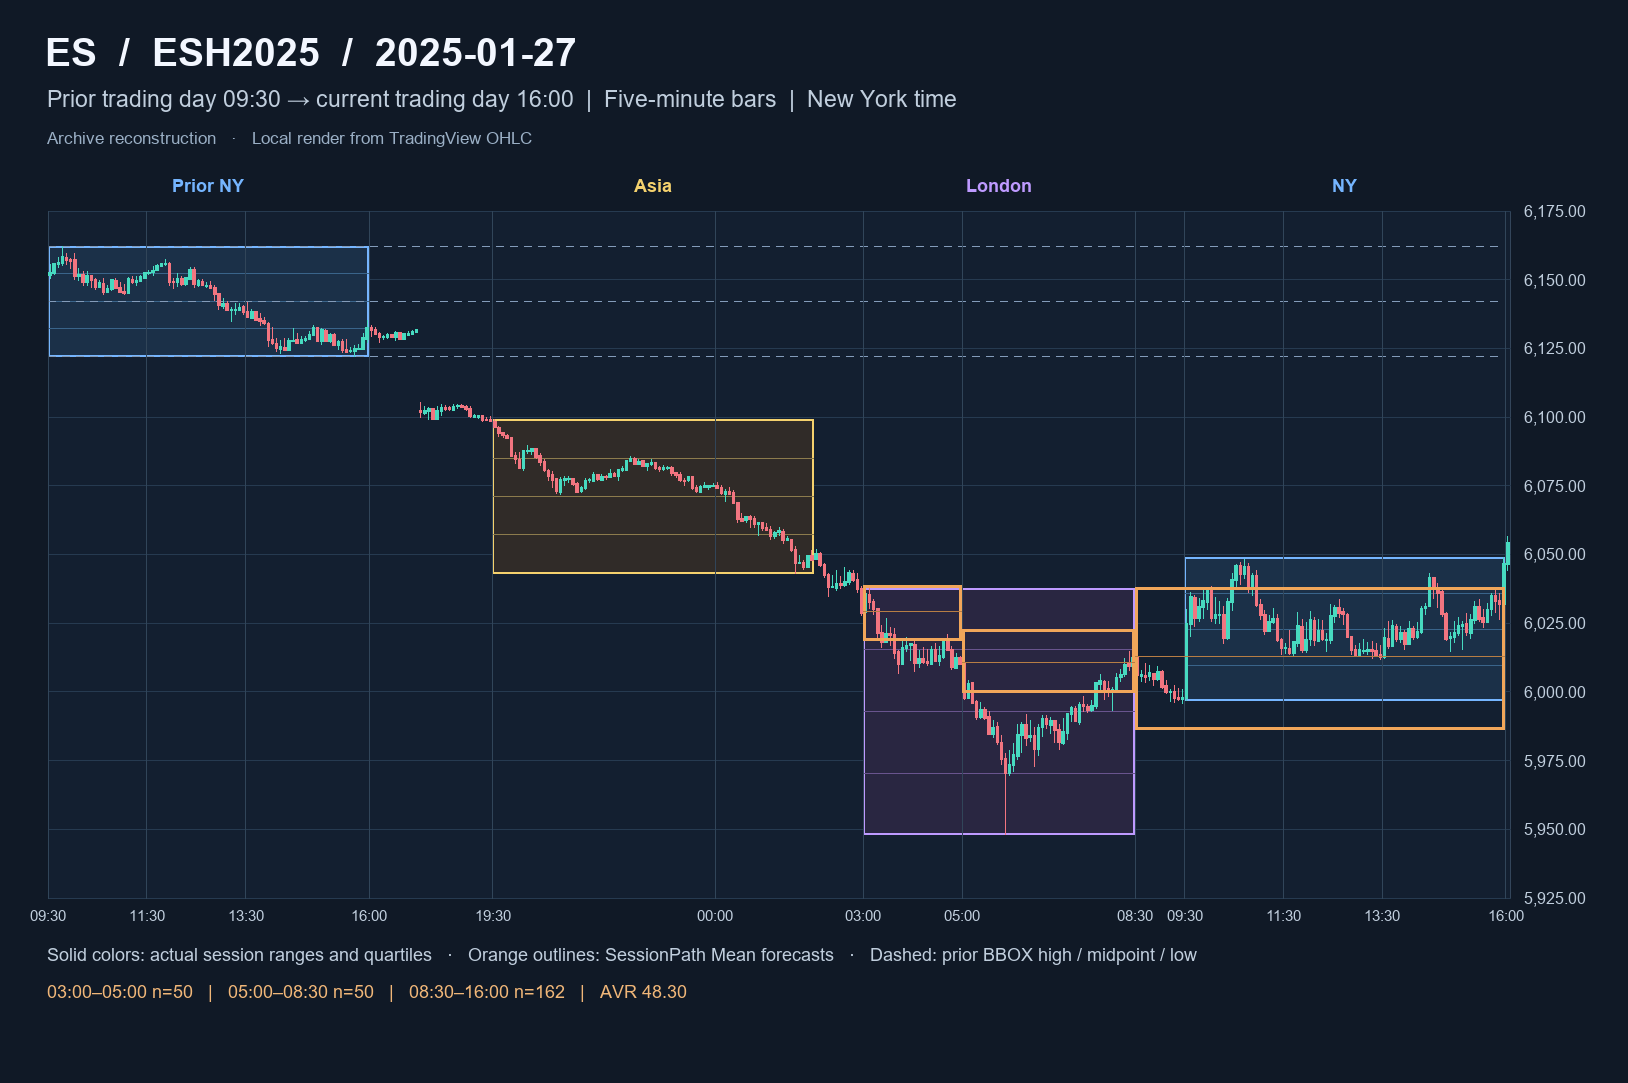 ES / ESH2025 / 2025-01-27
Prior trading day 09:30 → current trading day 16:00 | Five-minute bars | New York time
Archive reconstruction · Local render from TradingView OHLC
Prior NY Asia London NY
6,175.00
6,150.00
6,125.00
6,100.00
6,075.00
6,050.00
6,025.00
6,000.00
5,975.00
5,950.00
5,925.00
09:30 11:30 13:30 16:00 19:30 00:00 03:00 05:00 08:30 09:30 11:30 13:30 16:00
Solid colors: actual session ranges and quartiles · Orange outlines: SessionPath Mean forecasts · Dashed: prior BBOX high / midpoint / low
03:00–05:00 n=50 | 05:00–08:30 n=50 | 08:30–16:00 n=162 | AVR 48.30